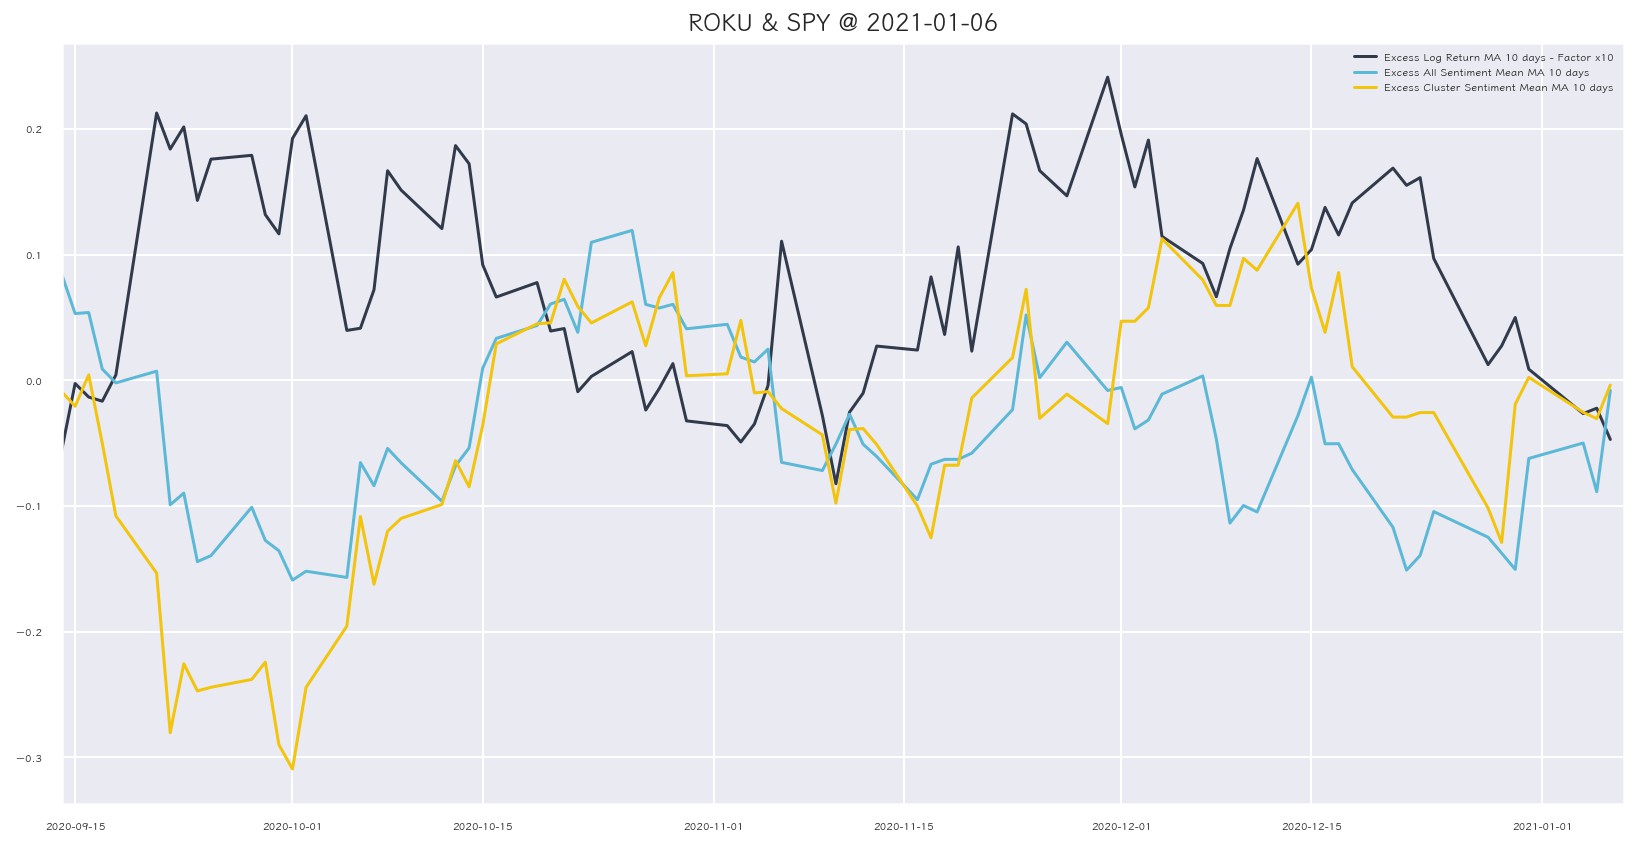 ROKU & SPY @ 2021-01-06
Excess Log Return MA 10 days - Factor x10
Excess All Sentiment Mean MA 10 days
Excess Cluster Sentiment Mean MA 10 days
0.2
0.1
0.0
−0.1
−0.2
−0.3
2020-09-15 2020-10-01 2020-10-15 2020-11-01 2020-11-15 2020-12-01 2020-12-15 2021-01-01